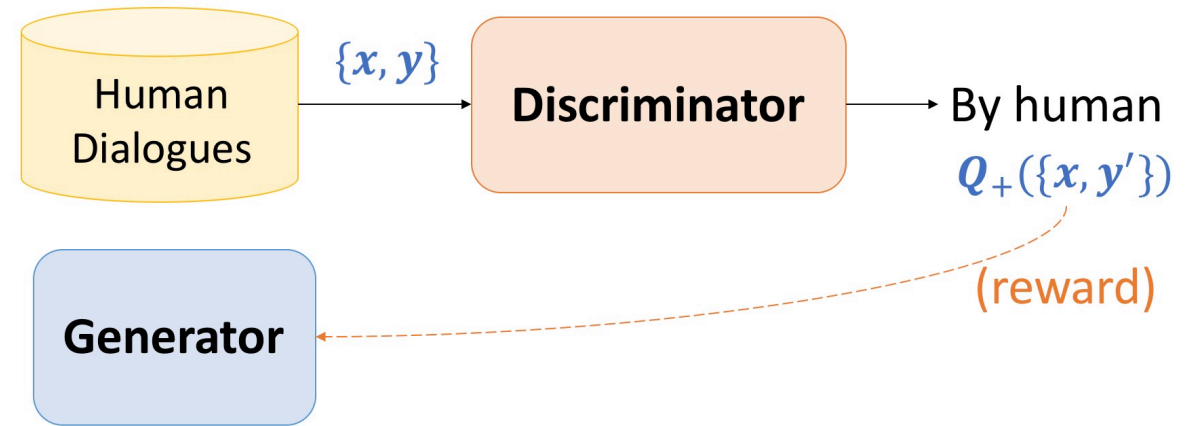 Human
Dialogues
{x, y}
Discriminator
By human
Q₊({x, y′})
(reward)
Generator